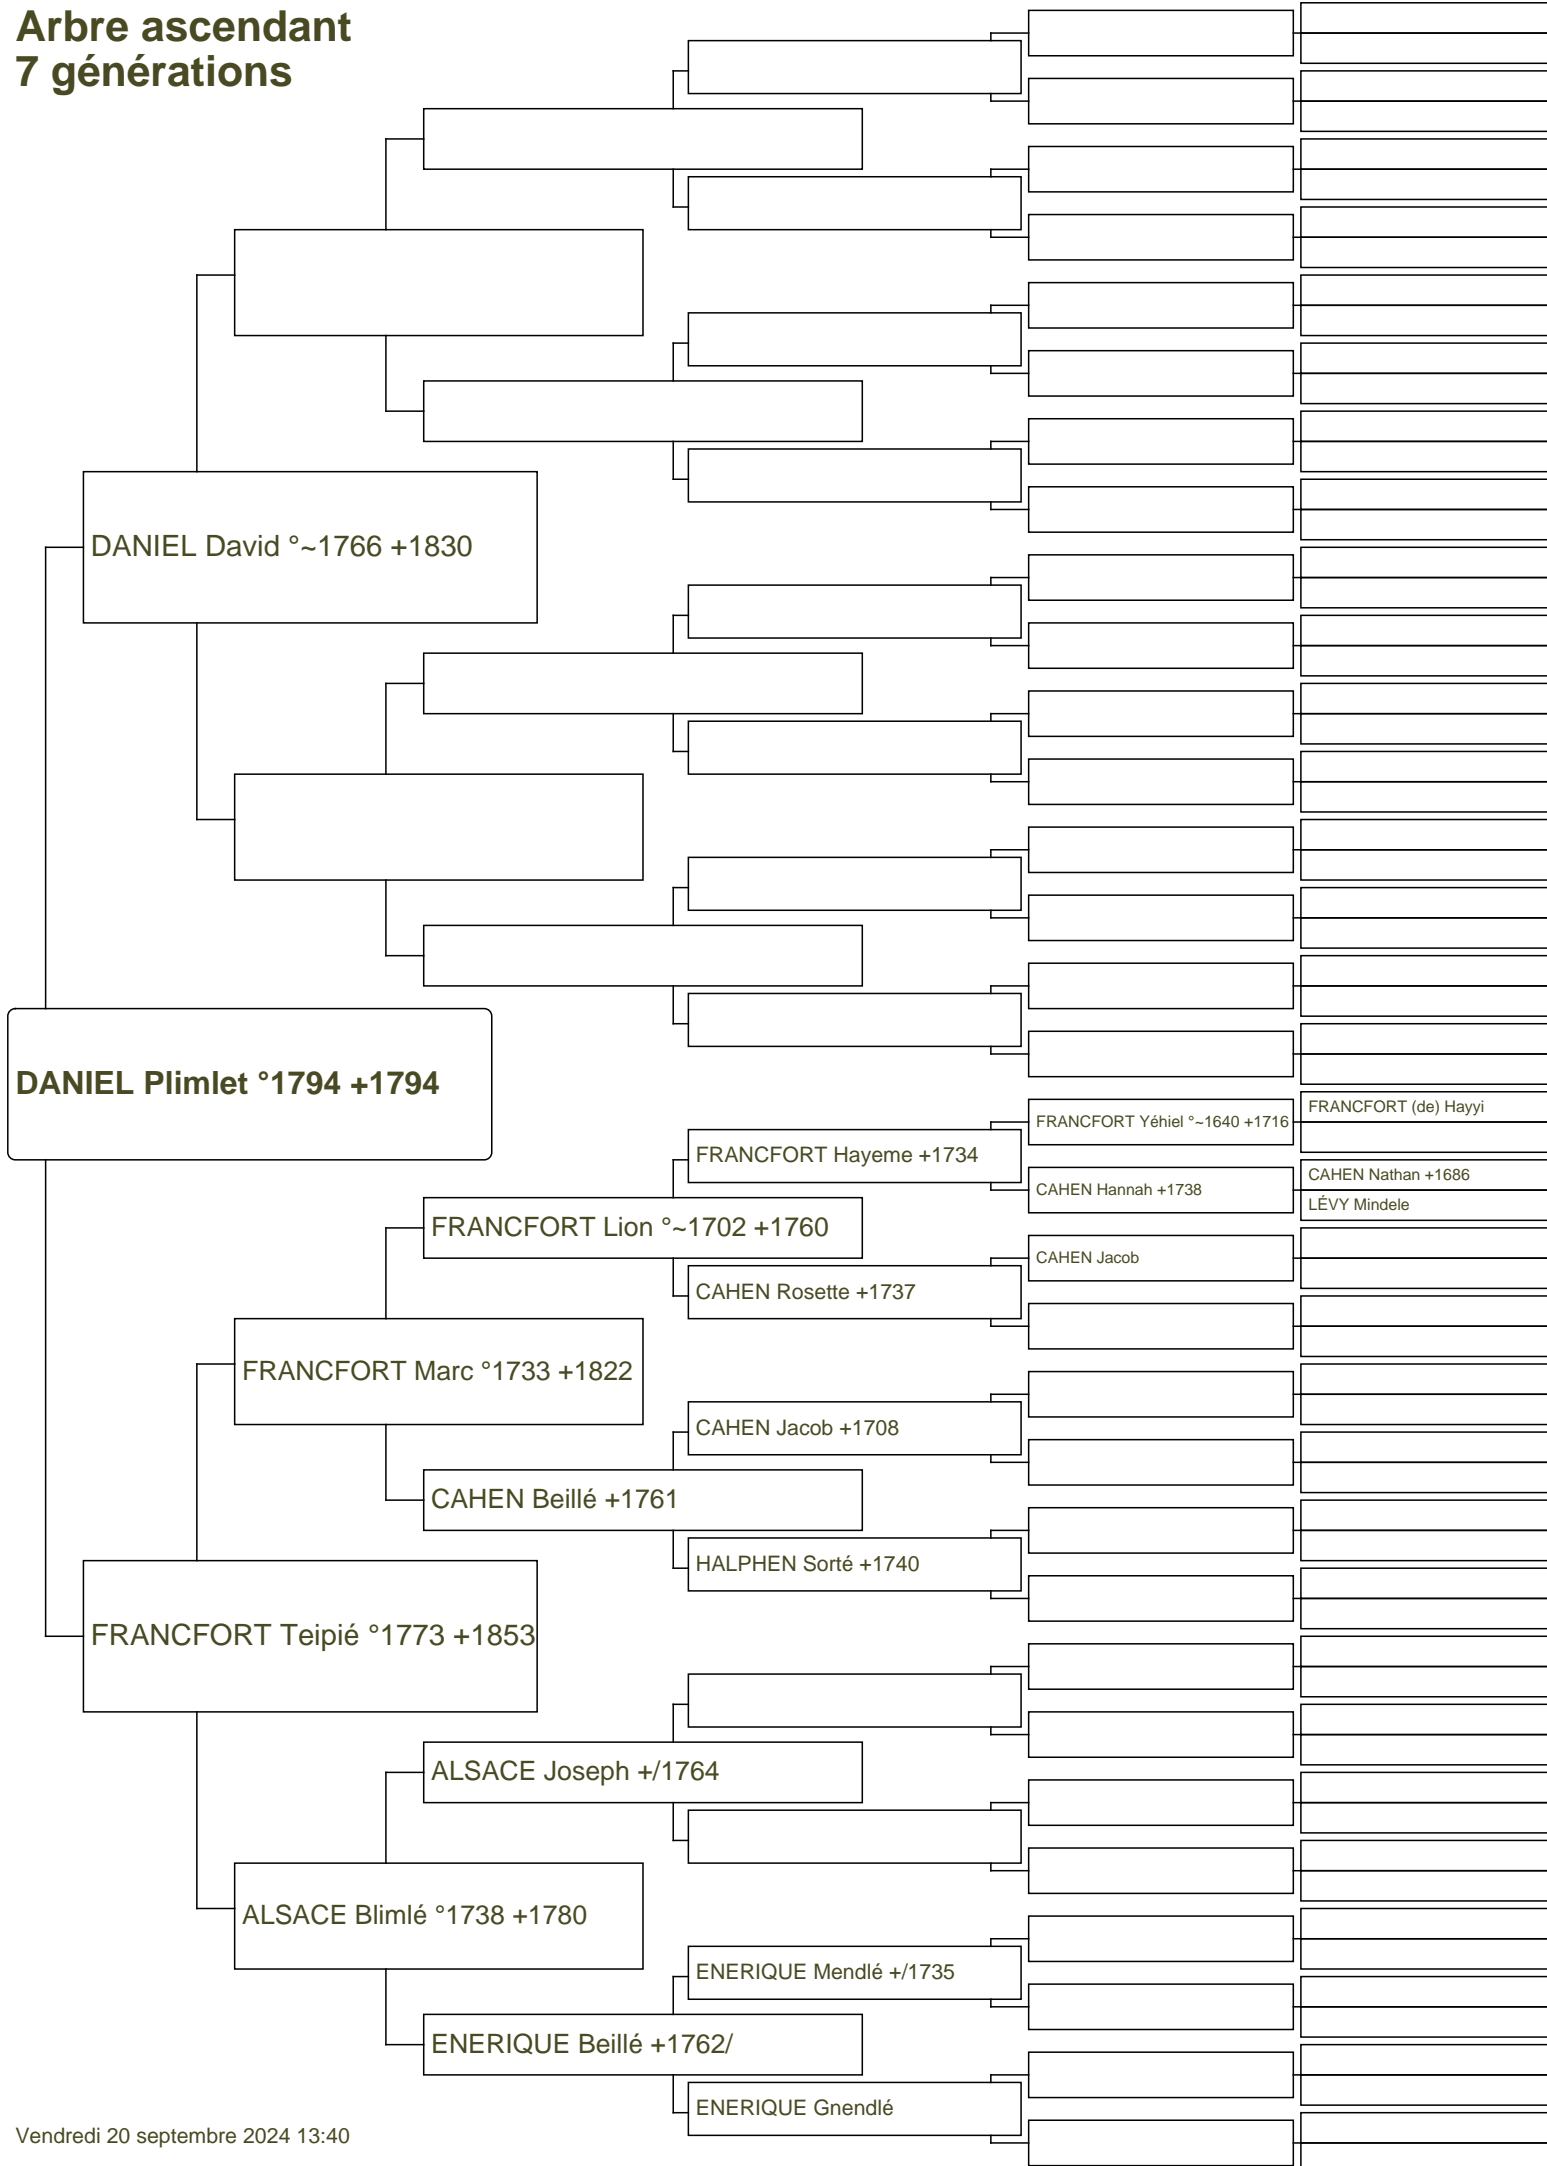 Arbre ascendant
7 générations
DANIEL David °~1766 +1830
DANIEL Plimlet °1794 +1794
FRANCFORT Yéhiel °~1640 +1716
FRANCFORT (de) Hayyi
FRANCFORT Hayeme +1734
CAHEN Hannah +1738
CAHEN Nathan +1686
LÉVY Mindele
FRANCFORT Lion °~1702 +1760
CAHEN Jacob
CAHEN Rosette +1737
FRANCFORT Marc °1733 +1822
CAHEN Jacob +1708
CAHEN Beillé +1761
HALPHEN Sorté +1740
FRANCFORT Teipié °1773 +1853
ALSACE Joseph +/1764
ALSACE Blimlé °1738 +1780
ENERIQUE Mendlé +/1735
ENERIQUE Beillé +1762/
ENERIQUE Gnendlé
Vendredi 20 septembre 2024 13:40